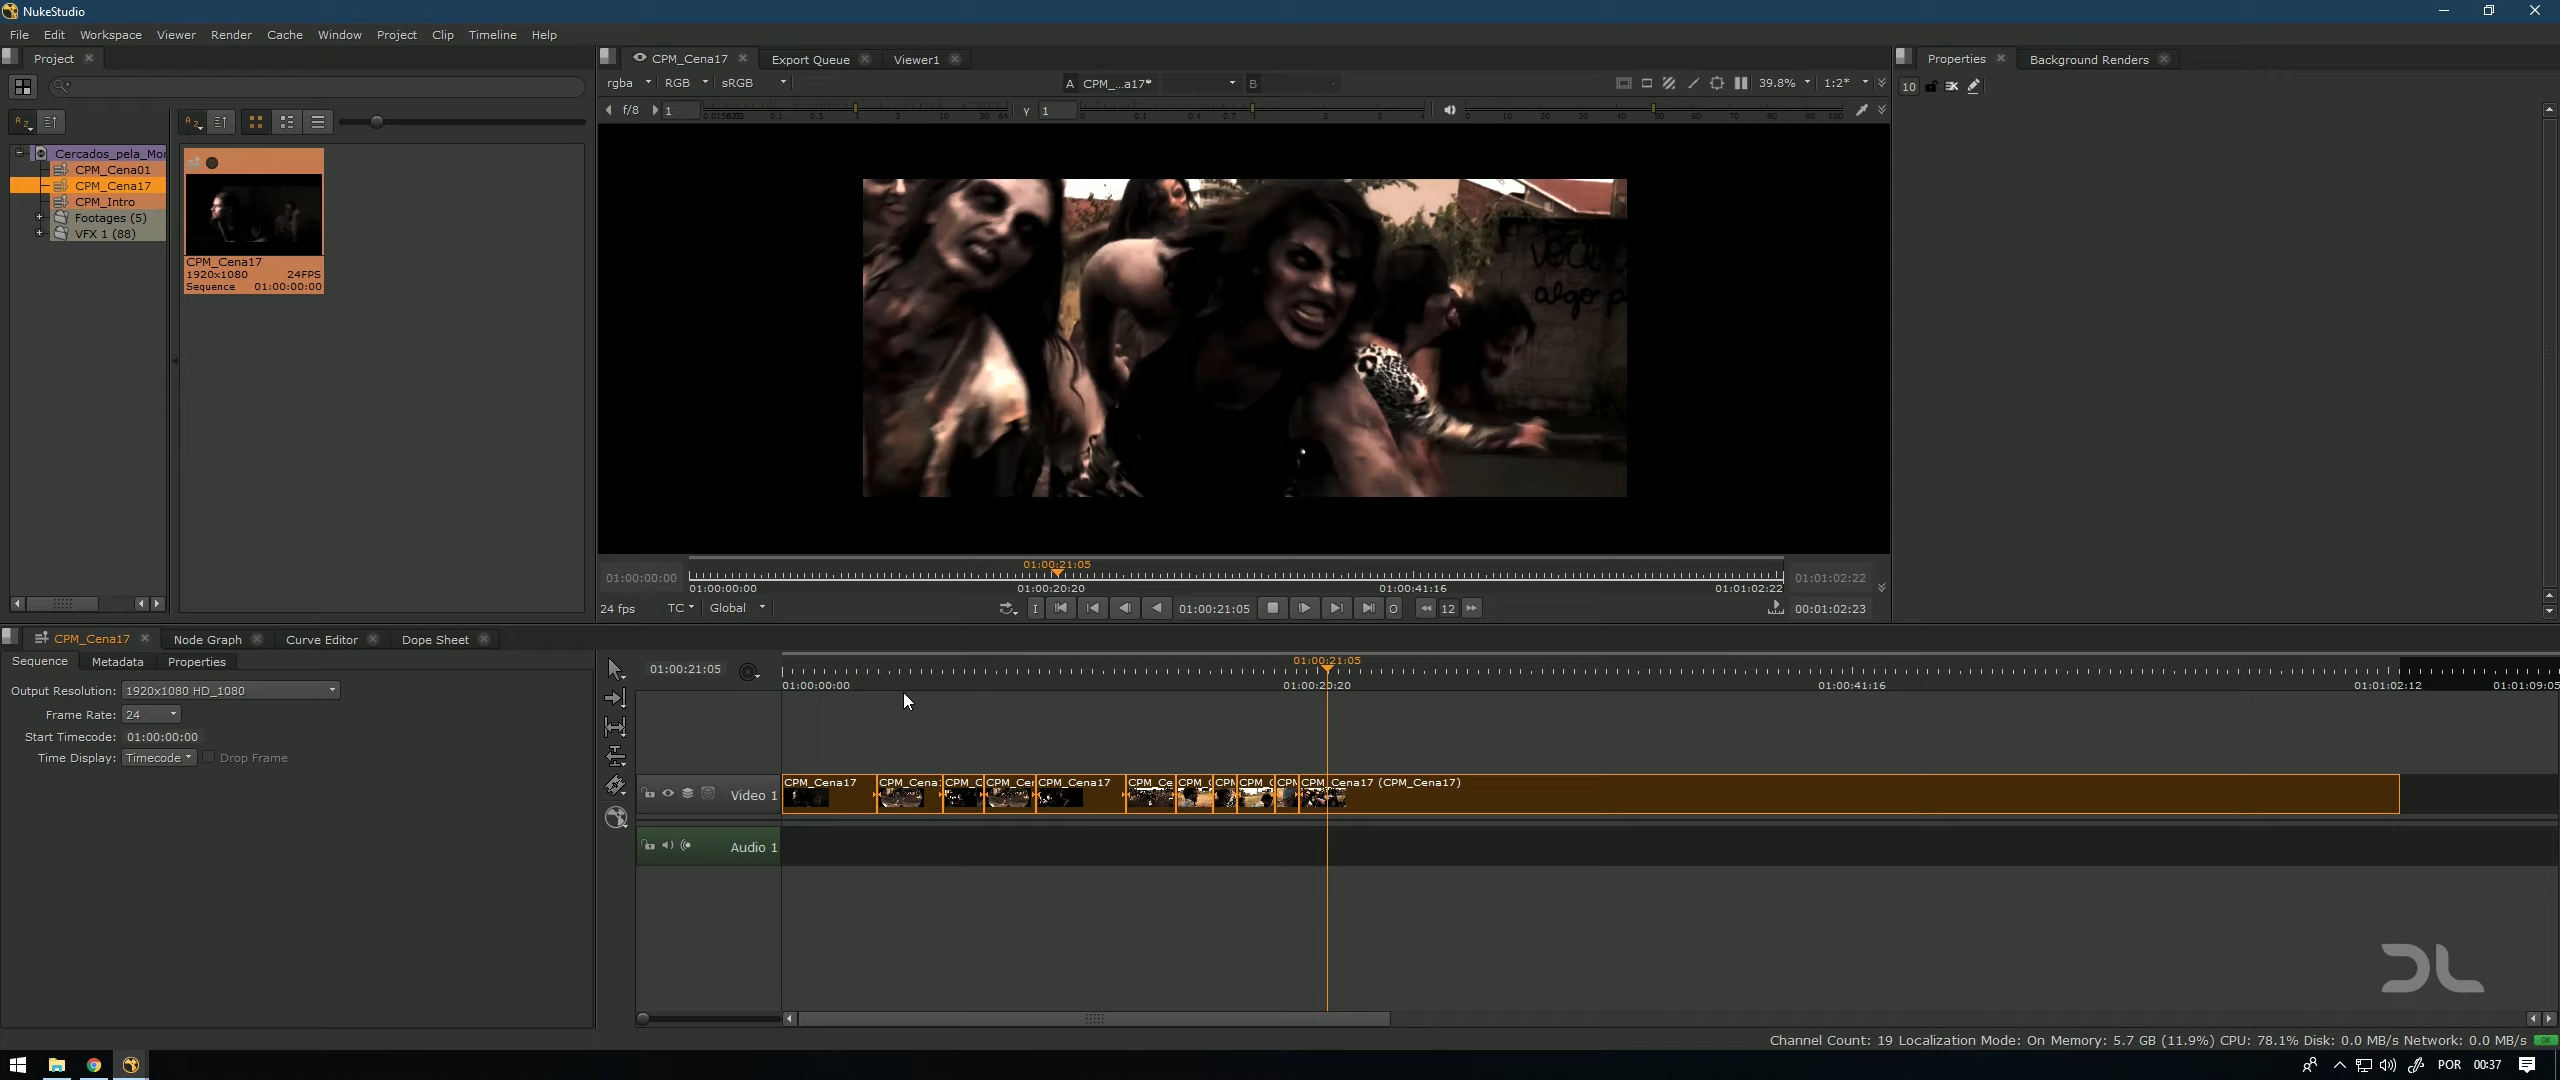 NukeStudio
File Edit Workspace Viewer Render Cache Window Project Clip Timeline Help
Project
CPM_Cena17 Export Queue Viewer1
Properties Background Renders
rgba RGB sRGB A CPM_...a17* B 39.8% 1:2*
10
f/8 1 γ 1
Cercados_pela_Mor
CPM_Cena01
CPM_Cena17
CPM_Intro
Footages (5)
VFX 1 (88)
CPM_Cena17
1920x1080 24FPS
Sequence 01:00:00:00
algo p
01:00:21:05
01:00:00:00 01:01:02:22
01:00:00:00 01:00:20:20 01:00:41:16 01:01:02:22
24 fps TC Global I 01:00:21:05 O 12 00:01:02:23
CPM_Cena17 Node Graph Curve Editor Dope Sheet
Sequence Metadata Properties
Output Resolution: 1920x1080 HD_1080
Frame Rate: 24
Start Timecode: 01:00:00:00
Time Display: Timecode Drop Frame
01:00:21:05 01:00:21:05
01:00:00:00 01:00:20:20 01:00:41:16 01:01:02:12 01:01:09:05
CPM_Cena17 CPM_Cena: CPM_C CPM_Cer CPM_Cena17 CPM_Ce CPM_( CPM CPM_( CPM CPM_Cena17 (CPM_Cena17)
Video 1
Audio 1
DL
Channel Count: 19 Localization Mode: On Memory: 5.7 GB (11.9%) CPU: 78.1% Disk: 0.0 MB/s Network: 0.0 MB/s OK
POR 00:37